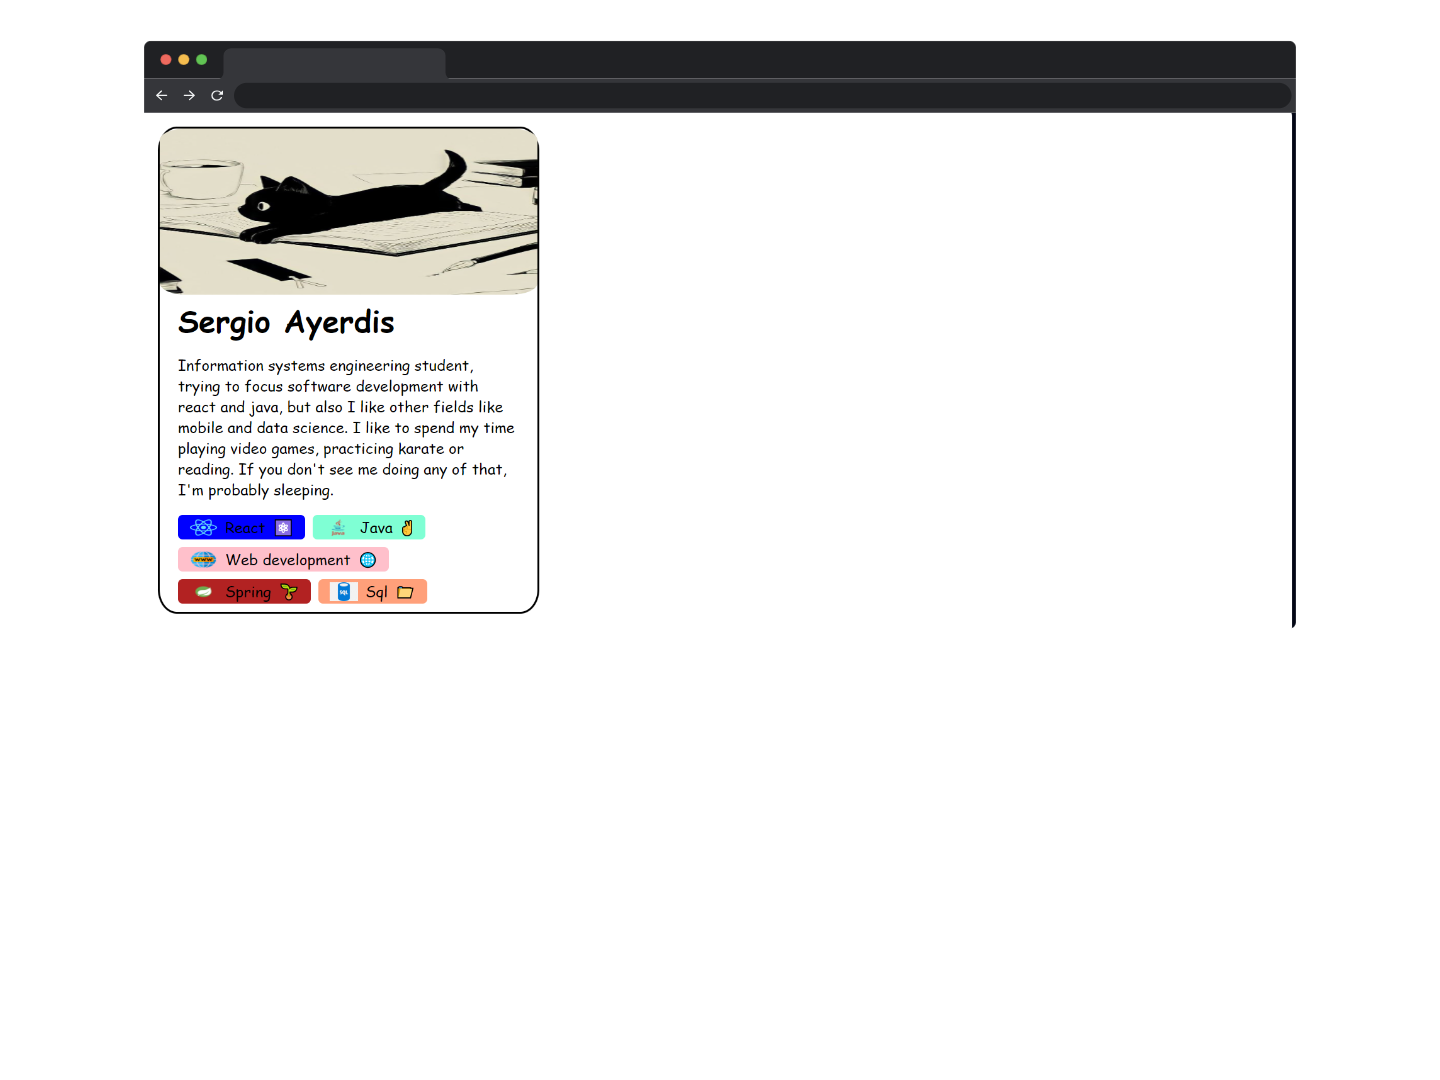 Sergio Ayerdis
Information systems engineering student,
trying to focus software development with
react and java, but also I like other fields like
mobile and data science. I like to spend my time
playing video games, practicing karate or
reading. If you don't see me doing any of that,
I'm probably sleeping.
React
Java
www Web development
Spring
SQL Sql